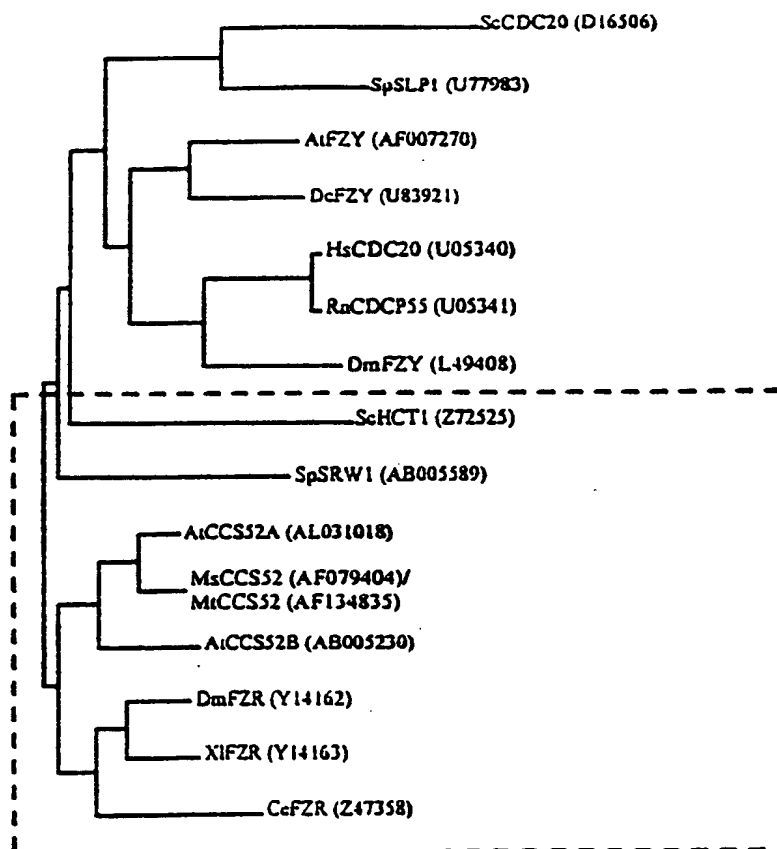 ScCDC20 (D16506)
SpSLP1 (U77983)
AtFZY (AF007270)
DcFZY (U83921)
HsCDC20 (U05340)
RnCDCP55 (U05341)
DmFZY (L49408)
ScHCT1 (Z72525)
SpSRW1 (AB005589)
AtCCS52A (AL031018)
MsCCS52 (AF079404)/
MtCCS52 (AF134835)
AtCCS52B (AB005230)
DmFZR (Y14162)
XlFZR (Y14163)
CeFZR (Z47358)